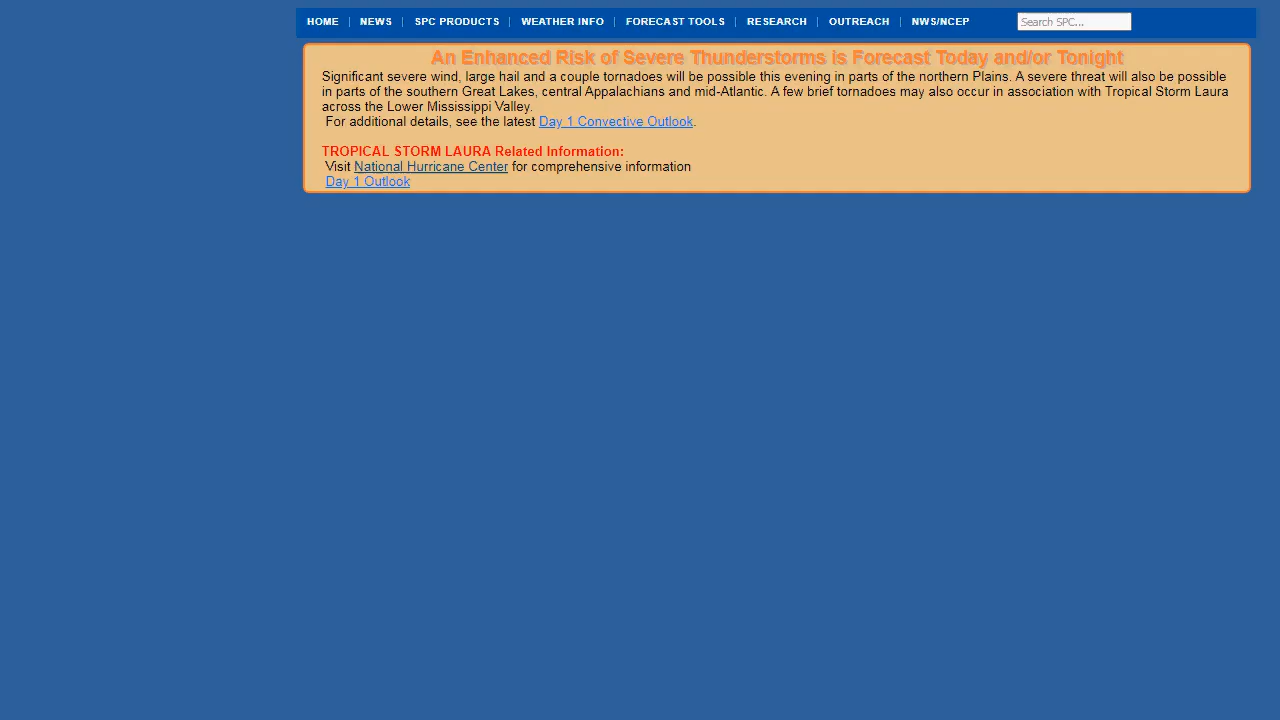 HOME NEWS SPC PRODUCTS WEATHER INFO FORECAST TOOLS RESEARCH OUTREACH NWS/NCEP Search SPC...
An Enhanced Risk of Severe Thunderstorms is Forecast Today and/or Tonight
Significant severe wind, large hail and a couple tornadoes will be possible this evening in parts of the northern Plains. A severe threat will also be possible
in parts of the southern Great Lakes, central Appalachians and mid-Atlantic. A few brief tornadoes may also occur in association with Tropical Storm Laura
across the Lower Mississippi Valley.
For additional details, see the latest Day 1 Convective Outlook.
TROPICAL STORM LAURA Related Information:
Visit National Hurricane Center for comprehensive information
Day 1 Outlook